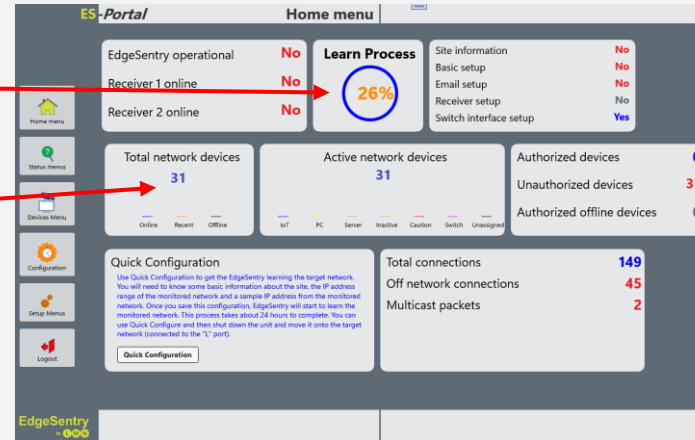 ES-Portal
Home menu
EdgeSentry operational No
Receiver 1 online No
Receiver 2 online No
Learn Process
26%
Site information No
Basic setup No
Email setup No
Receiver setup No
Switch interface setup Yes
Home menu
Status menus
Devices Menu
Configuration
Setup Menus
Logout
Total network devices
31
Online Recent Offline
Active network devices
31
IoT PC Server Inactive Caution Switch Unassigned
Authorized devices
Unauthorized devices 3
Authorized offline devices
Quick Configuration
Use Quick Configuration to get the EdgeSentry learning the target network.
You will need to know some basic information about the site, the IP address
range of the monitored network and a sample IP address from the monitored
network. Once you save this configuration, EdgeSentry will start to learn the
monitored network. This process takes about 24 hours to complete. You can
use Quick Configure and then shut down the unit and move it onto the target
network (connected to the "L" port).
Quick Configuration
Total connections 149
Off network connections 45
Multicast packets 2
EdgeSentry